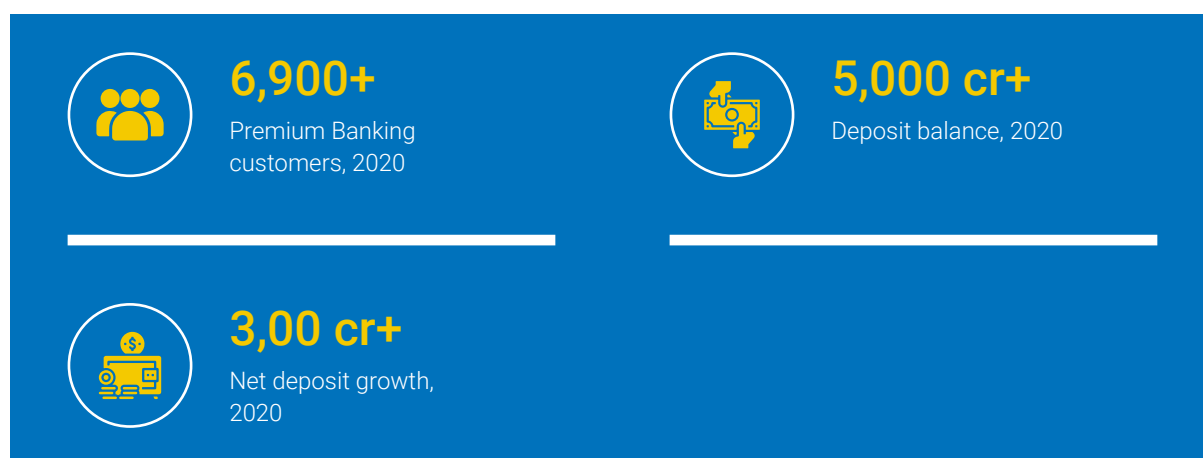 6,900+
Premium Banking
customers, 2020
5,000 cr+
Deposit balance, 2020
3,00 cr+
Net deposit growth,
2020